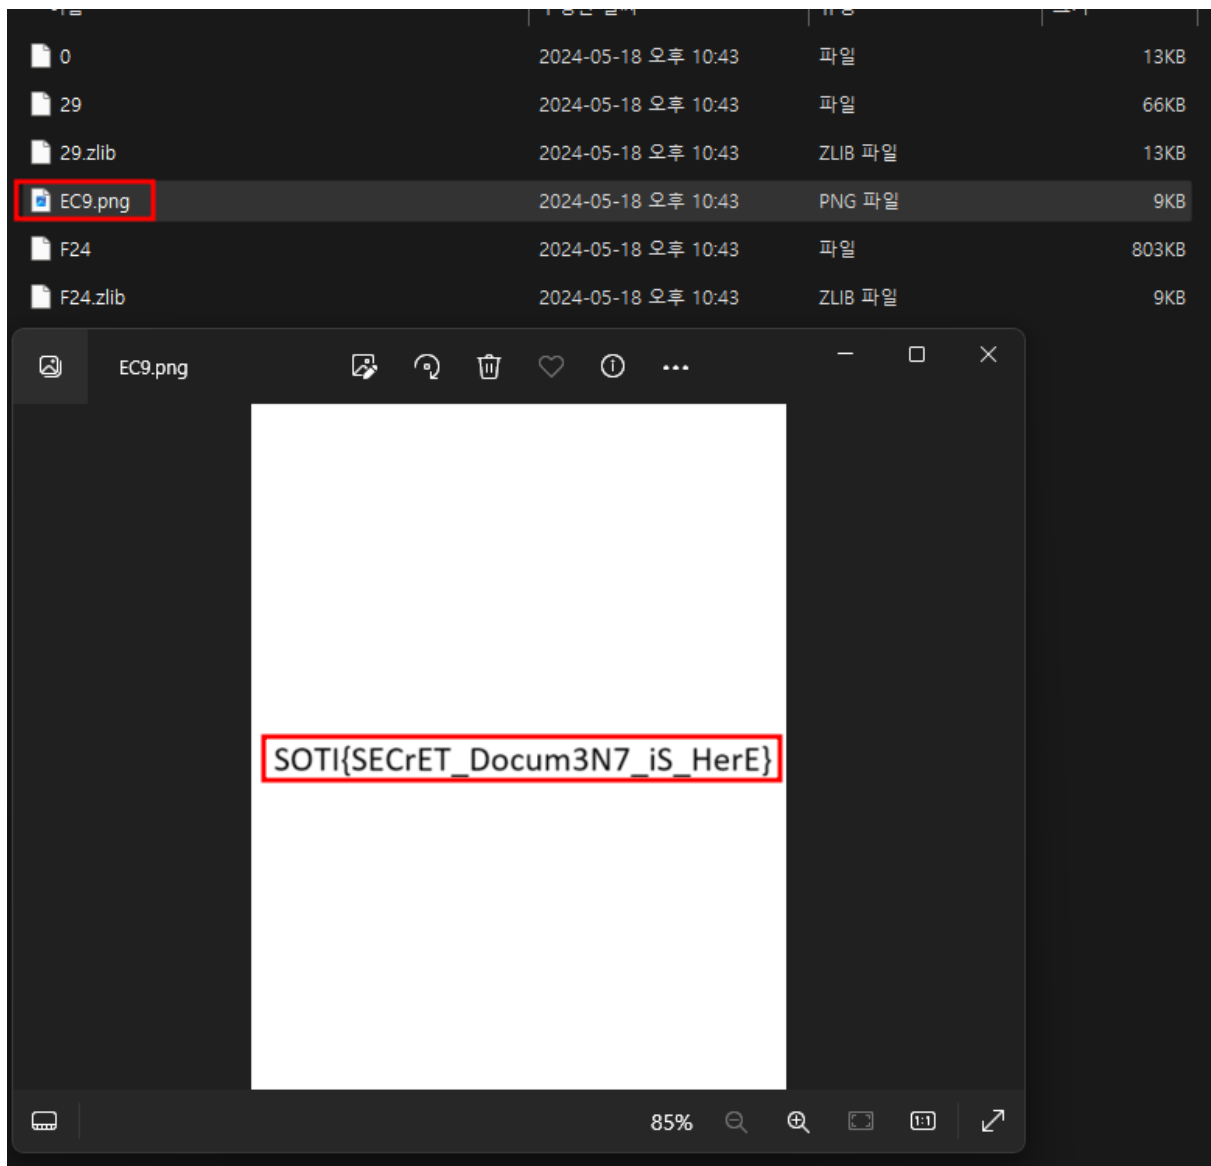 0 2024-05-18 오후 10:43 파일 13KB
29 2024-05-18 오후 10:43 파일 66KB
29.zlib 2024-05-18 오후 10:43 ZLIB 파일 13KB
EC9.png 2024-05-18 오후 10:43 PNG 파일 9KB
F24 2024-05-18 오후 10:43 파일 803KB
F24.zlib 2024-05-18 오후 10:43 ZLIB 파일 9KB
EC9.png
SOTI{SECrET_Docum3N7_iS_HerE}
85% 1:1